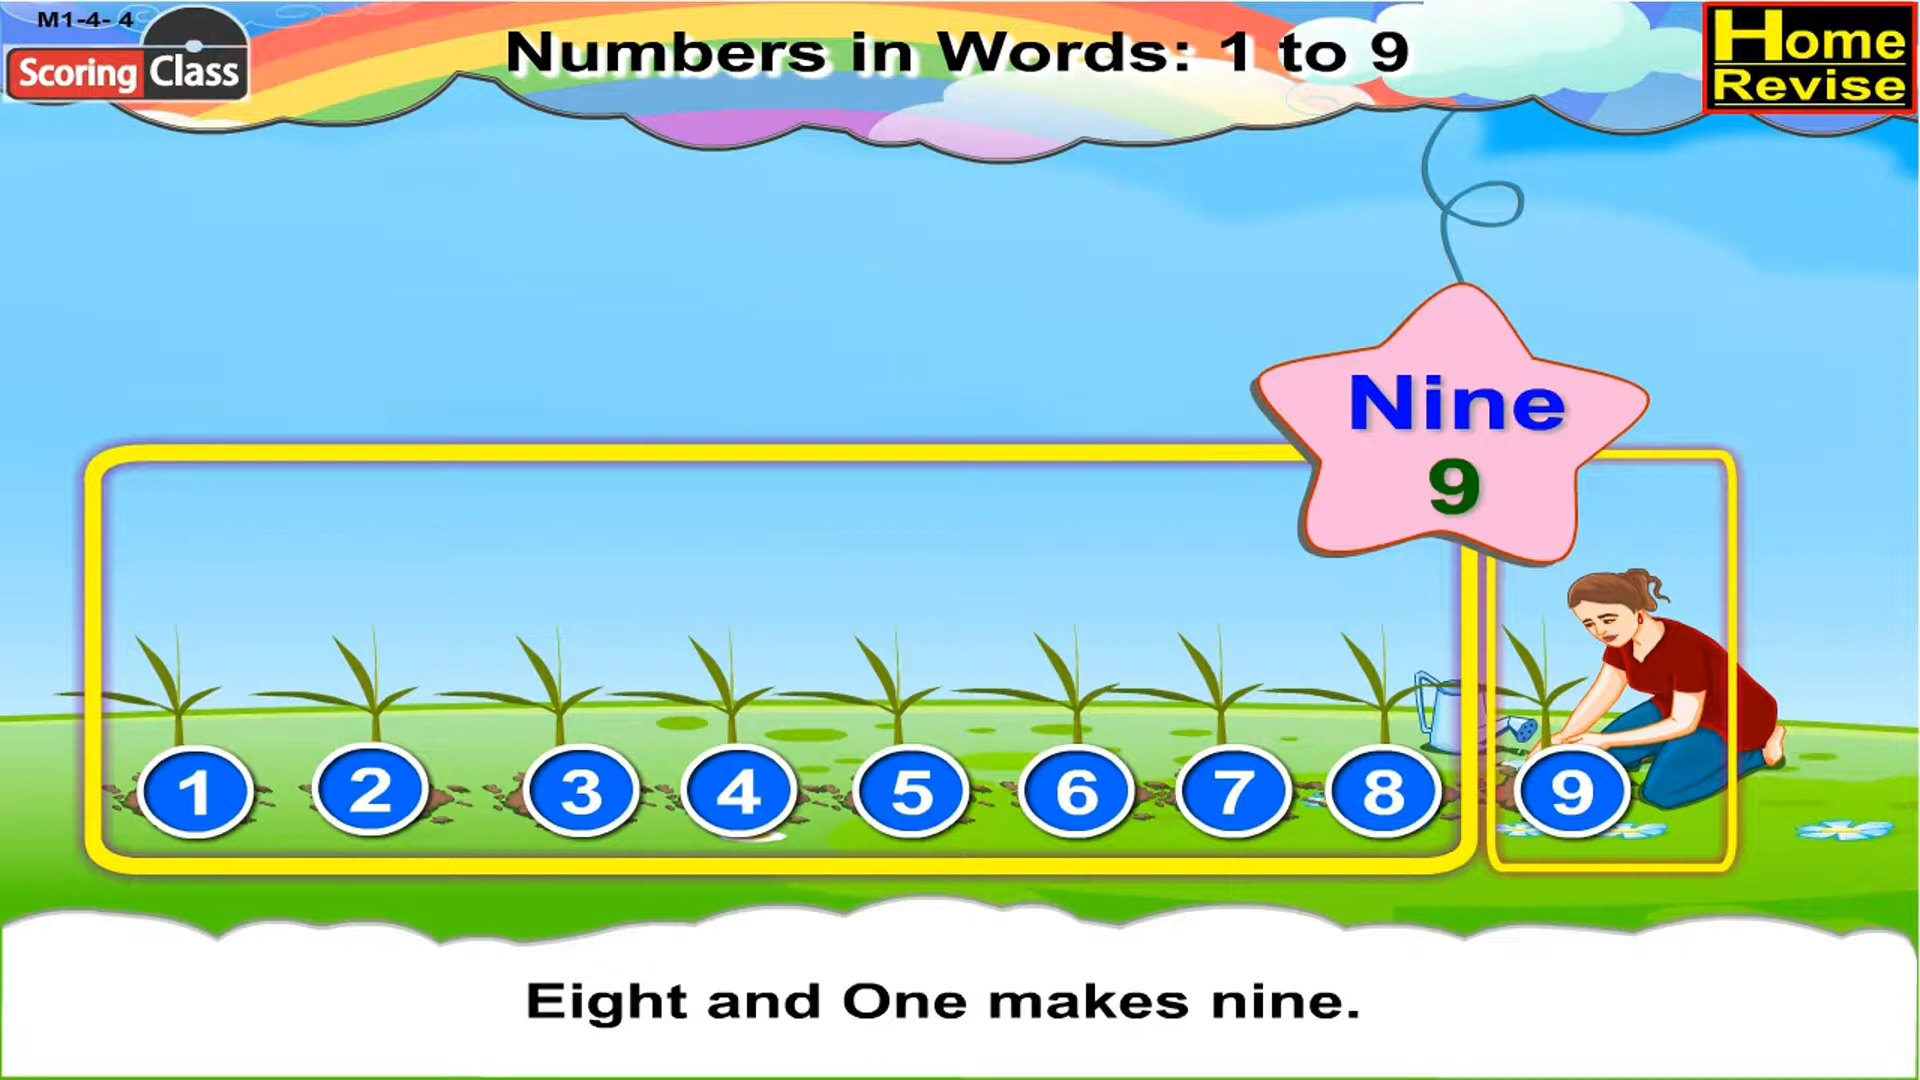 M1-4- 4
Scoring Class
Numbers in Words: 1 to 9
Home
Revise
Nine
9
1 2 3 4 5 6 7 8 9
Eight and One makes nine.